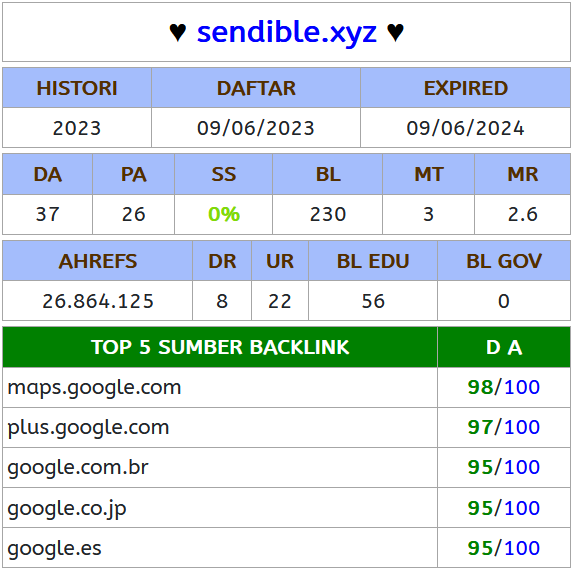 ♥ sendible.xyz ♥
HISTORI DAFTAR EXPIRED
2023 09/06/2023 09/06/2024
DA PA SS BL MT MR
37 26 0% 230 3 2.6
AHREFS DR UR BL EDU BL GOV
26.864.125 8 22 56 0
TOP 5 SUMBER BACKLINK D A
maps.google.com 98/100
plus.google.com 97/100
google.com.br 95/100
google.co.jp 95/100
google.es 95/100